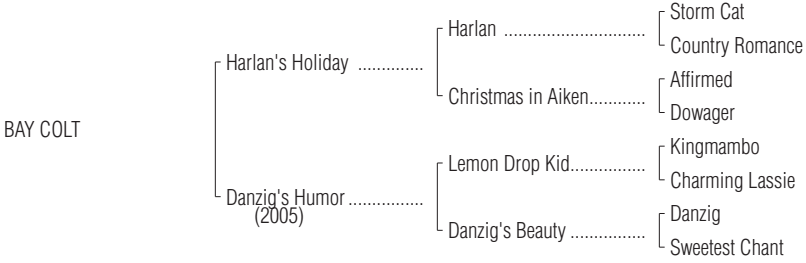 Storm Cat
Harlan ..............................
Country Romance
Harlan's Holiday ..............
Affirmed
Christmas in Aiken............
Dowager
BAY COLT
Kingmambo
Lemon Drop Kid................
Charming Lassie
Danzig's Humor ................
(2005)
Danzig
Danzig's Beauty ................
Sweetest Chant